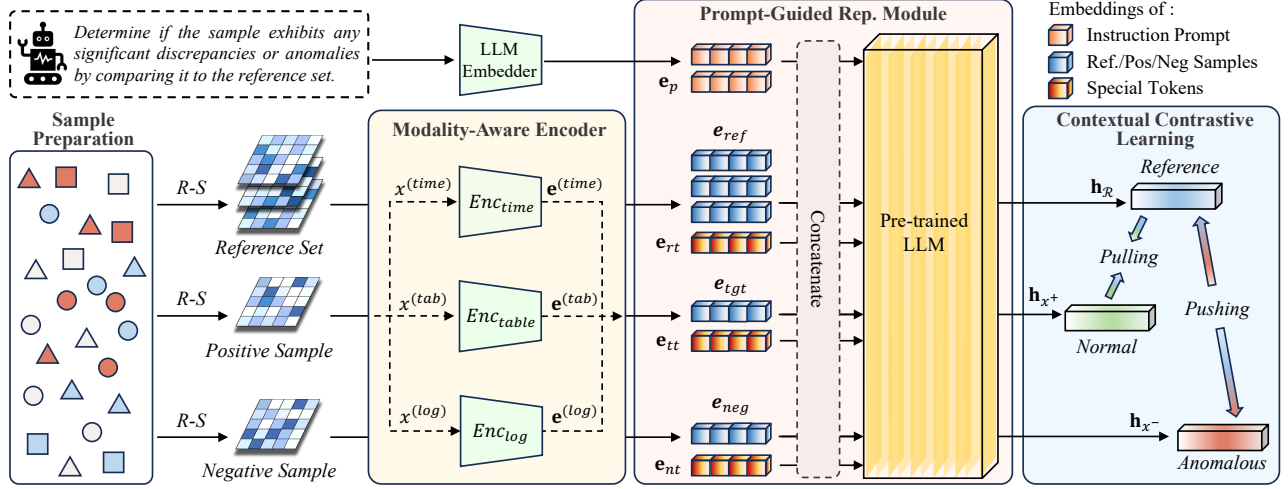 Determine if the sample exhibits any
significant discrepancies or anomalies
by comparing it to the reference set.
LLM
Embedder
Prompt-Guided Rep. Module
Embeddings of :
Instruction Prompt
Ref./Pos/Neg Samples
Special Tokens
Sample
Preparation
R-S
Reference Set
R-S
Positive Sample
R-S
Negative Sample
Modality-Aware Encoder
x^(time)
Enc_time
e^(time)
x^(tab)
Enc_table
e^(tab)
x^(log)
Enc_log
e^(log)
e_p
e_ref
e_rt
e_tgt
e_tt
e_neg
e_nt
Concatenate
Pre-trained
LLM
Contextual Contrastive
Learning
Reference
h_ℛ
Pulling
h_x⁺
Pushing
Normal
h_x⁻
Anomalous